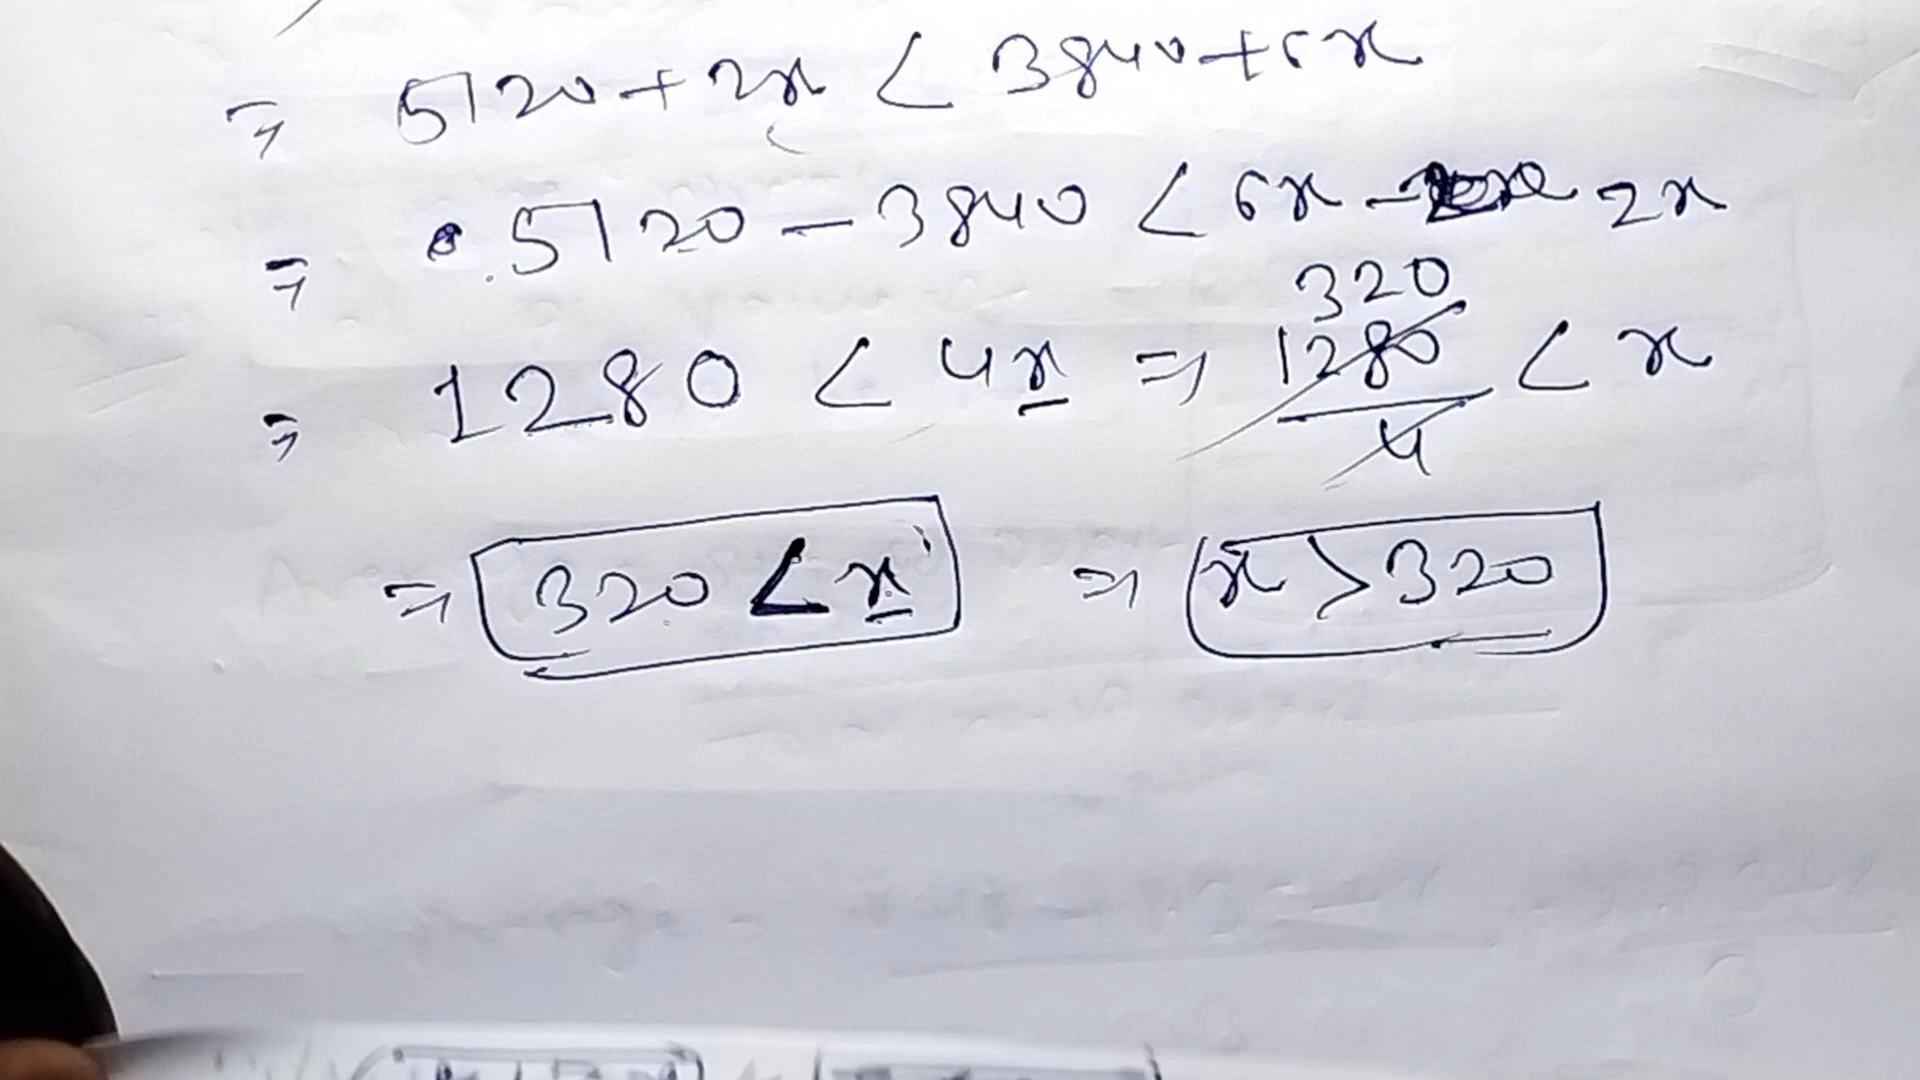 ⇒ 5120 + 2x < 3840 + 6x
⇒ 5120 - 3840 < 6x - 2x
⇒ 1280 < 4x ⇒ 1280/4 < x
320
⇒ 320 < x ⇒ x > 320